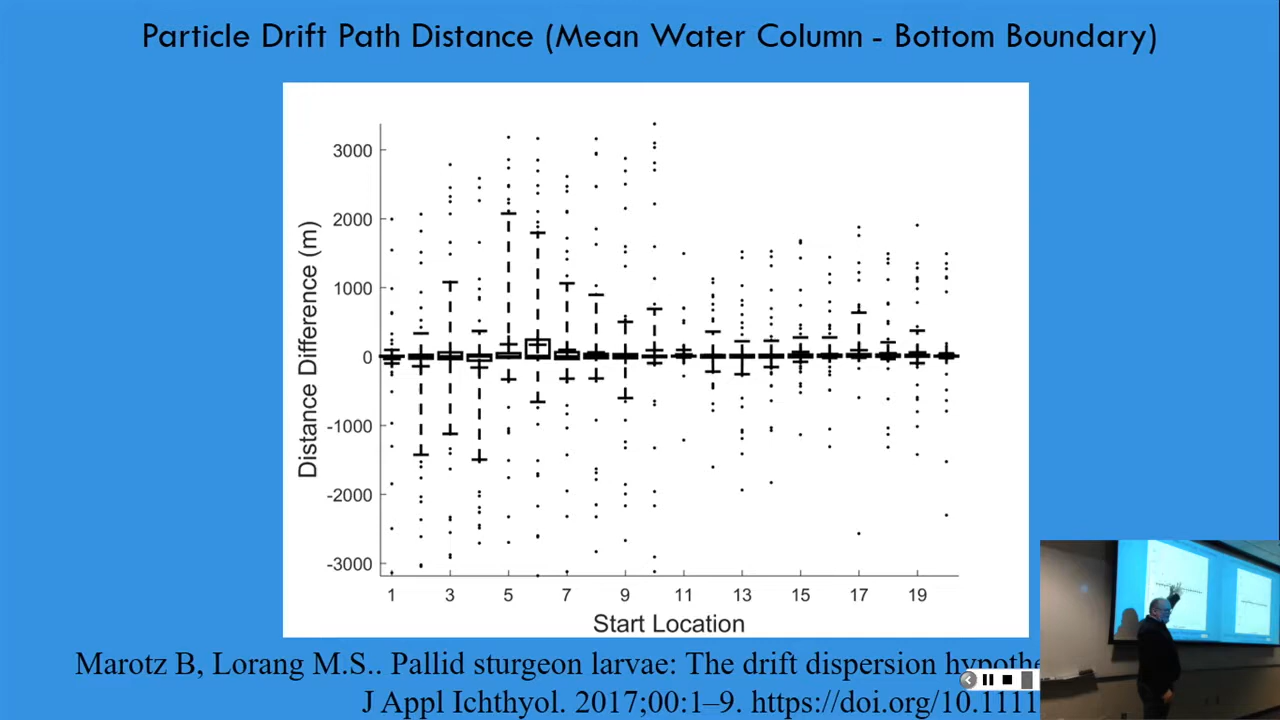 Particle Drift Path Distance (Mean Water Column - Bottom Boundary)
3000
2000
1000
0
-1000
-2000
-3000
Distance Difference (m)
1 3 5 7 9 11 13 15 17 19
Start Location
Marotz B, Lorang M.S.. Pallid sturgeon larvae: The drift dispersion hypothe
J Appl Ichthyol. 2017;00:1–9. https://doi.org/10.1111